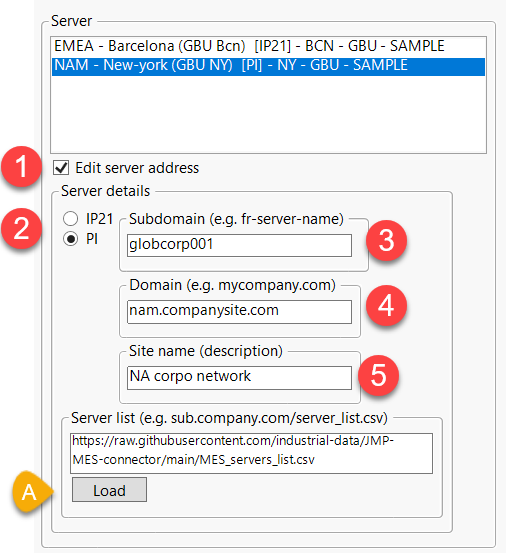 Server
EMEA - Barcelona (GBU Bcn)  [IP21] - BCN - GBU - SAMPLE
NAM - New-york (GBU NY)  [PI] - NY - GBU - SAMPLE
1
Edit server address
Server details
2
IP21
PI
Subdomain (e.g. fr-server-name)
globcorp001
3
Domain (e.g. mycompany.com)
nam.companysite.com
4
Site name (description)
NA corpo network
5
Server list (e.g. sub.company.com/server_list.csv)
https://raw.githubusercontent.com/industrial-data/JMP-
MES-connector/main/MES_servers_list.csv
A
Load